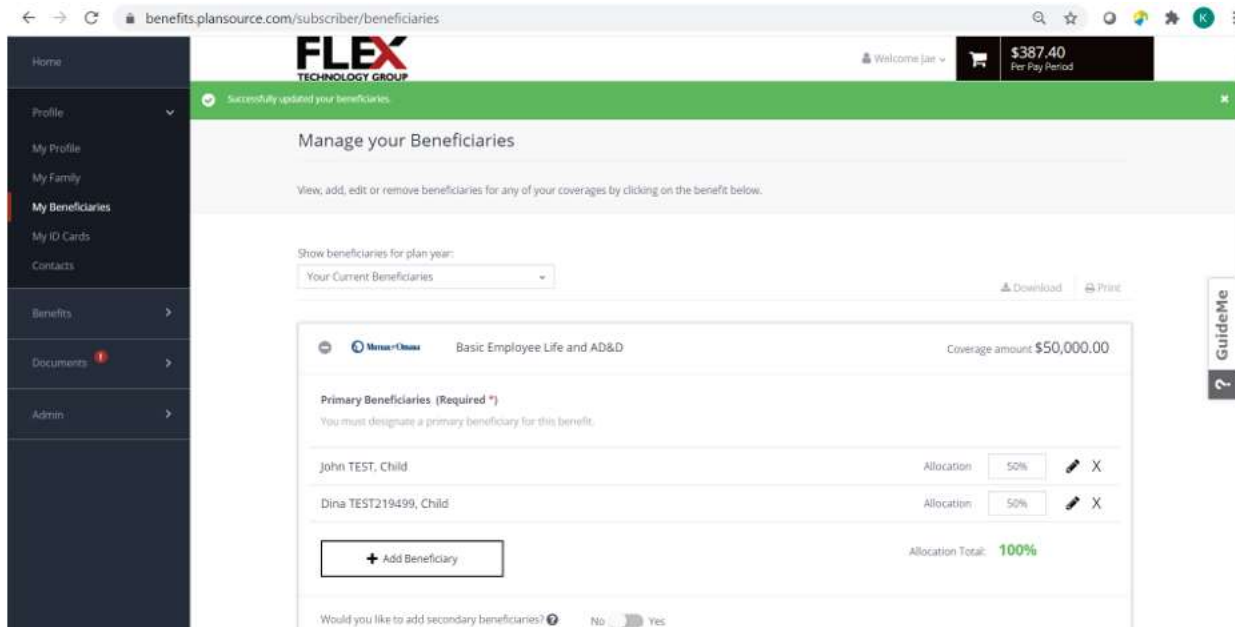 benefits.plansource.com/subscriber/beneficiaries
K
Home
Profile
My Profile
My Family
My Beneficiaries
My ID Cards
Contacts
Benefits
Documents !
Admin
FLEX
TECHNOLOGY GROUP
Welcome Jae
$387.40
Per Pay Period
Successfully updated your beneficiaries.
Manage your Beneficiaries
View, add, edit or remove beneficiaries for any of your coverages by clicking on the benefit below.
Show beneficiaries for plan year:
Your Current Beneficiaries
Download Print
Mutual of Omaha Basic Employee Life and AD&D Coverage amount $50,000.00
Primary Beneficiaries (Required *)
You must designate a primary beneficiary for this benefit.
John TEST, Child Allocation 50% X
Dina TEST219499, Child Allocation 50% X
+ Add Beneficiary Allocation Total: 100%
Would you like to add secondary beneficiaries? ? No Yes
? GuideMe